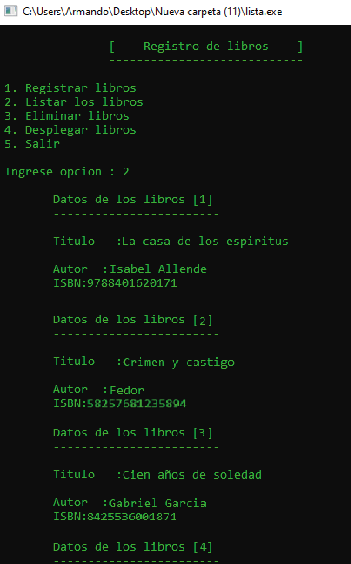 C:\Users\Armando\Desktop\Nueva carpeta (11)\lista.exe
[ Registro de libros ]
----------------------------
1. Registrar libros
2. Listar los libros
3. Eliminar libros
4. Desplegar libros
5. Salir
Ingrese opcion : 2
Datos de los libros [1]
------------------------
Titulo :La casa de los espiritus
Autor :Isabel Allende
ISBN:9788401620171
Datos de los libros [2]
------------------------
Titulo :Crimen y castigo
Autor :Fedor
ISBN:58257681235894
Datos de los libros [3]
------------------------
Titulo :Cien años de soledad
Autor :Gabriel Garcia
ISBN:8425536001871
Datos de los libros [4]
------------------------